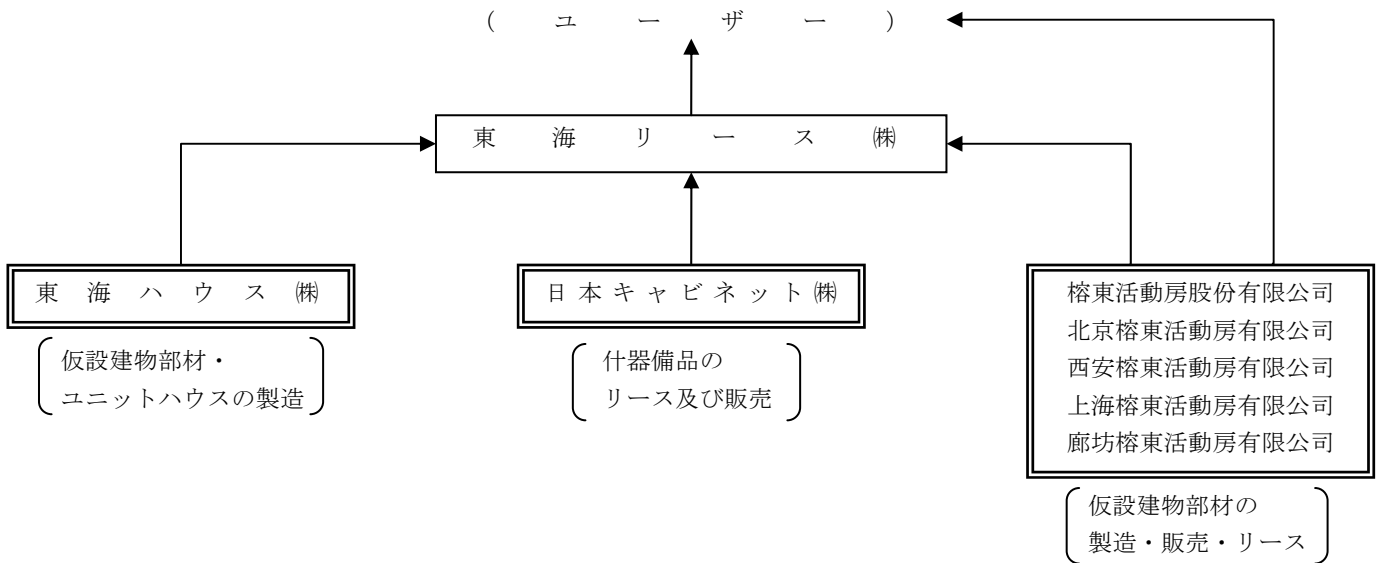 (ユーザー)
東海リース㈱
東海ハウス㈱
仮設建物部材・
ユニットハウスの製造
日本キャビネット㈱
什器備品の
リース及び販売
榕東活動房股份有限公司
北京榕東活動房有限公司
西安榕東活動房有限公司
上海榕東活動房有限公司
廊坊榕東活動房有限公司
仮設建物部材の
製造・販売・リース